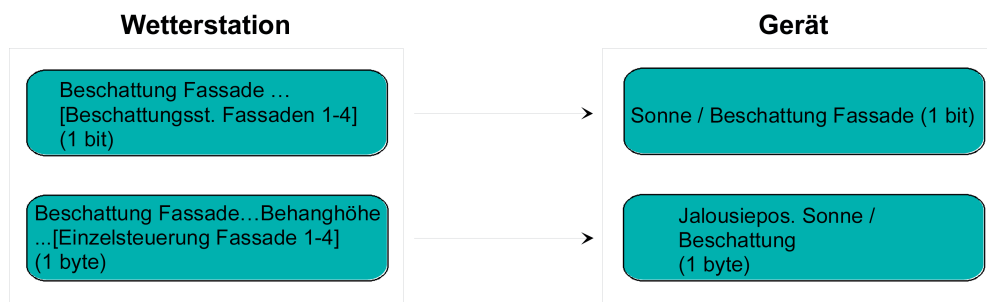 Wetterstation
Gerät
Beschattung Fassade …
[Beschattungsst. Fassaden 1-4]
(1 bit)
Sonne / Beschattung Fassade (1 bit)
Beschattung Fassade…Behanghöhe
...[Einzelsteuerung Fassade 1-4]
(1 byte)
Jalousiepos. Sonne /
Beschattung
(1 byte)